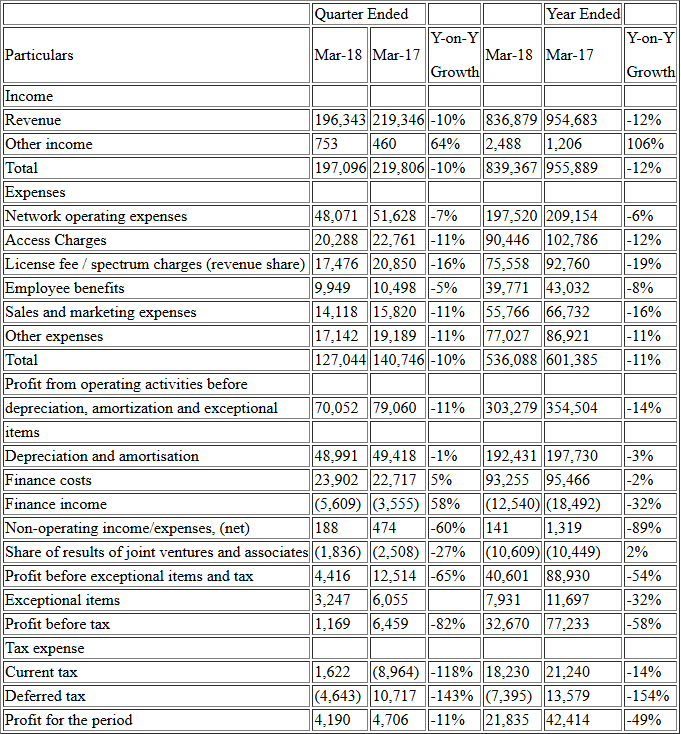 Quarter Ended Year Ended
Particulars Mar-18 Mar-17 Y-on-Y Growth Mar-18 Mar-17 Y-on-Y Growth
Income
Revenue 196,343 219,346 -10% 836,879 954,683 -12%
Other income 753 460 64% 2,488 1,206 106%
Total 197,096 219,806 -10% 839,367 955,889 -12%
Expenses
Network operating expenses 48,071 51,628 -7% 197,520 209,154 -6%
Access Charges 20,288 22,761 -11% 90,446 102,786 -12%
License fee / spectrum charges (revenue share) 17,476 20,850 -16% 75,558 92,760 -19%
Employee benefits 9,949 10,498 -5% 39,771 43,032 -8%
Sales and marketing expenses 14,118 15,820 -11% 55,766 66,732 -16%
Other expenses 17,142 19,189 -11% 77,027 86,921 -11%
Total 127,044 140,746 -10% 536,088 601,385 -11%
Profit from operating activities before
depreciation, amortization and exceptional 70,052 79,060 -11% 303,279 354,504 -14%
items
Depreciation and amortisation 48,991 49,418 -1% 192,431 197,730 -3%
Finance costs 23,902 22,717 5% 93,255 95,466 -2%
Finance income (5,609) (3,555) 58% (12,540) (18,492) -32%
Non-operating income/expenses, (net) 188 474 -60% 141 1,319 -89%
Share of results of joint ventures and associates (1,836) (2,508) -27% (10,609) (10,449) 2%
Profit before exceptional items and tax 4,416 12,514 -65% 40,601 88,930 -54%
Exceptional items 3,247 6,055 7,931 11,697 -32%
Profit before tax 1,169 6,459 -82% 32,670 77,233 -58%
Tax expense
Current tax 1,622 (8,964) -118% 18,230 21,240 -14%
Deferred tax (4,643) 10,717 -143% (7,395) 13,579 -154%
Profit for the period 4,190 4,706 -11% 21,835 42,414 -49%